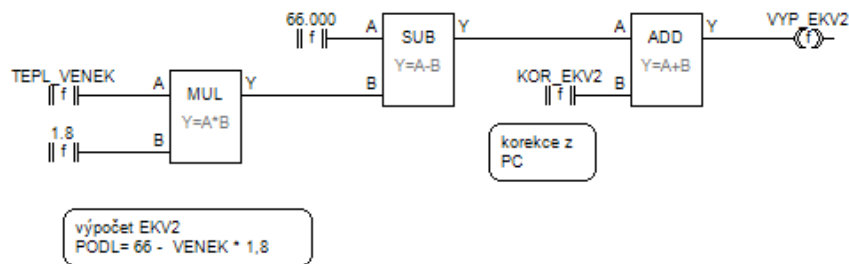 66.000
f
A
SUB
Y
Y=A-B
B
A
ADD
Y
Y=A+B
B
VYP_EKV2
f
KOR_EKV2
f
TEPL_VENEK
f
A
MUL
Y
Y=A*B
1.8
f
B
korekce z
PC
výpočet EKV2
PODL= 66 - VENEK * 1,8